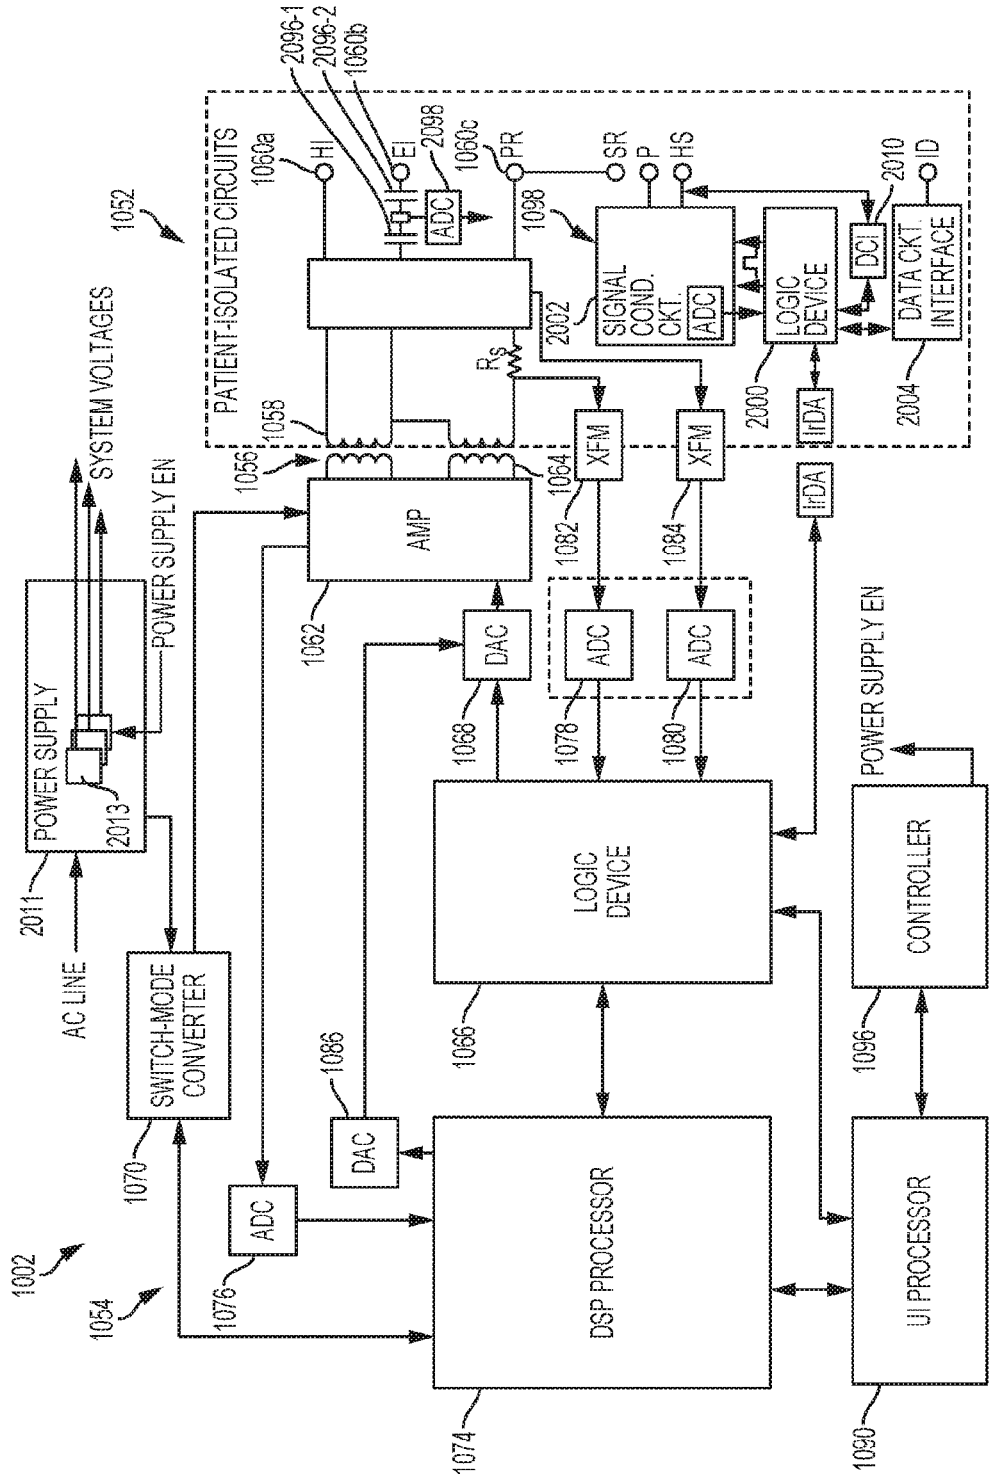 1002
1054
1052
AC LINE
2011
POWER SUPPLY
2013
SYSTEM VOLTAGES
POWER SUPPLY EN
1070
SWITCH-MODE
CONVERTER
1076
ADC
DAC
1086
1062
AMP
1056
1058
1064
PATIENT-ISOLATED CIRCUITS
1060a
HI
2096-1
2096-2
1060b
EI
ADC
2098
1060c
PR
SR
P
HS
RS
1068
DAC
1078
ADC
1080
ADC
1082
XFM
1084
XFM
1098
2002
SIGNAL
COND.
CKT.
ADC
2000
LOGIC
DEVICE
DCI
2010
2004
DATA CKT.
INTERFACE
ID
IrDA
IrDA
1074
DSP PROCESSOR
1066
LOGIC
DEVICE
1090
UI PROCESSOR
1096
CONTROLLER
POWER SUPPLY EN